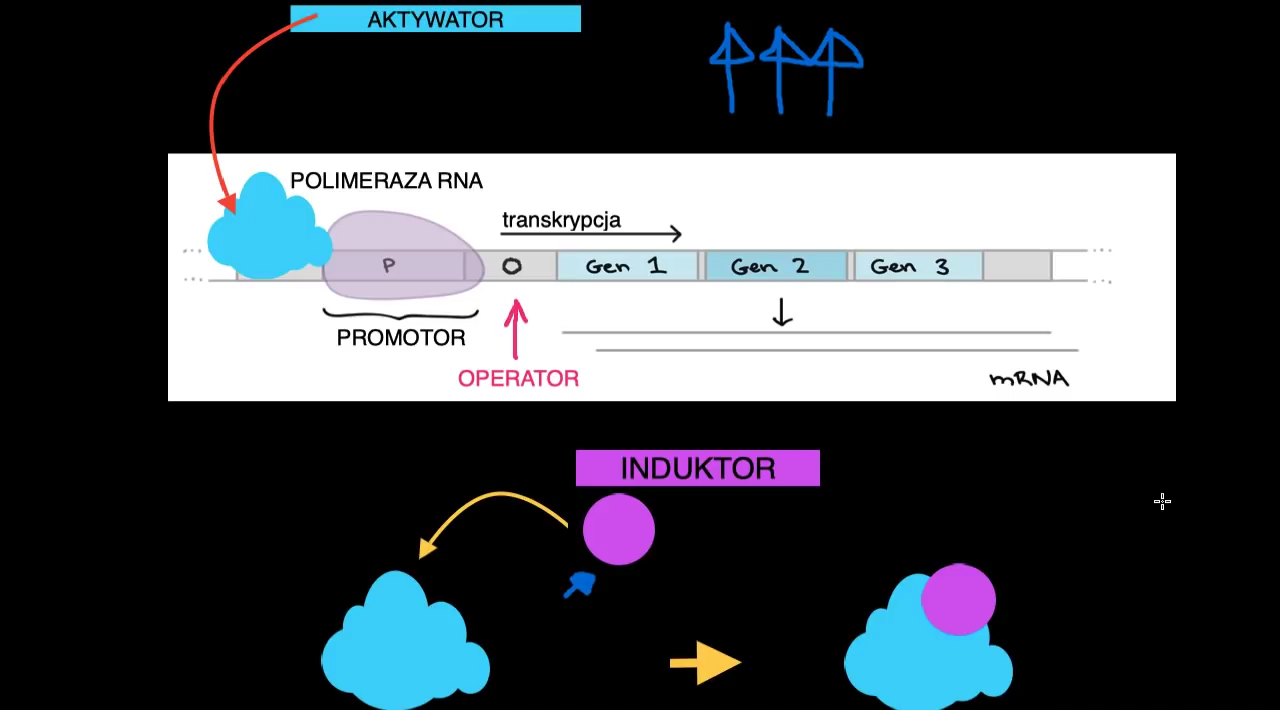 AKTYWATOR
POLIMERAZA RNA
transkrypcja
P
O
Gen 1
Gen 2
Gen 3
PROMOTOR
OPERATOR
mRNA
INDUKTOR